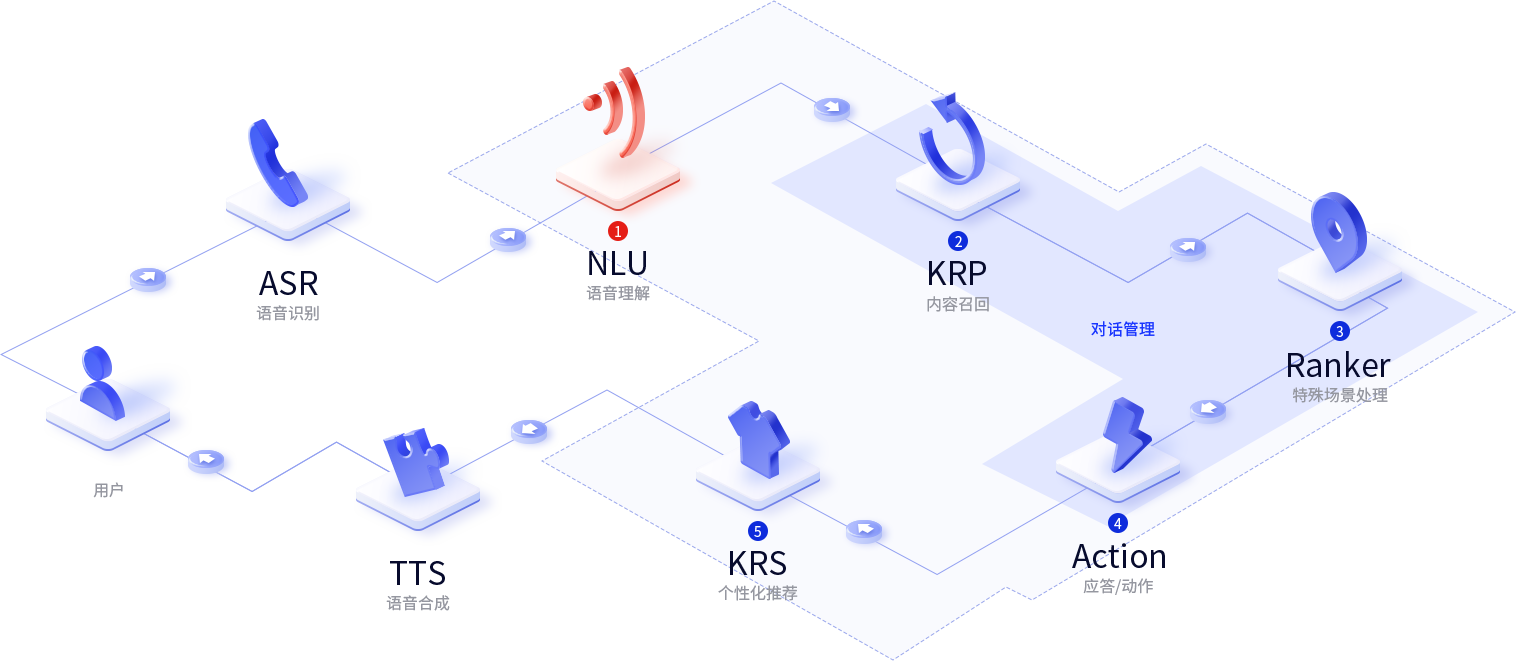 ASR
语音识别
1
NLU
语音理解
2
KRP
内容召回
对话管理
3
Ranker
特殊场景处理
用户
TTS
语音合成
5
KRS
个性化推荐
4
Action
应答/动作